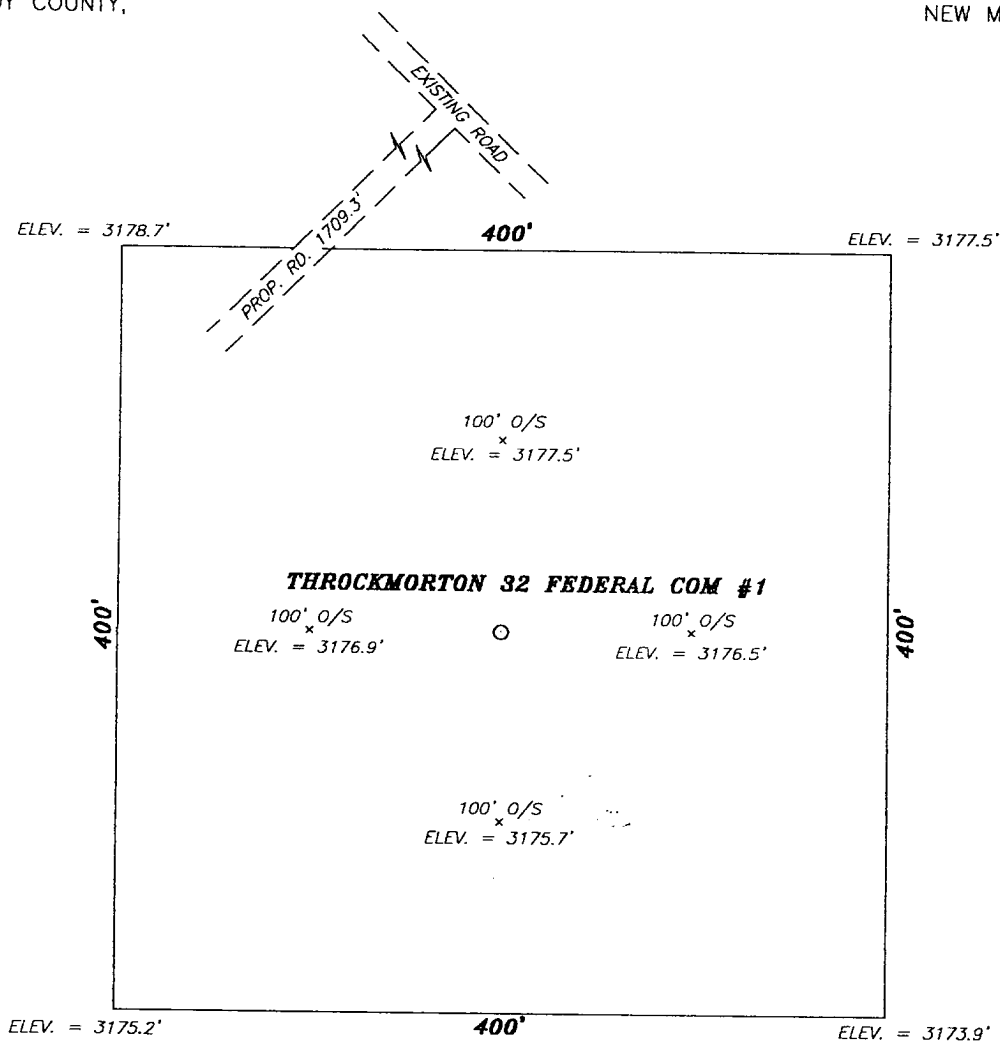 COUNTY,
NEW
EXISTING ROAD
PROP. RD. 1709.3'
ELEV. = 3178.7'
400'
ELEV. = 3177.5'
100' O/S
ELEV. = 3177.5'
THROCKMORTON 32 FEDERAL COM #1
100' O/S
ELEV. = 3176.9'
100' O/S
ELEV. = 3176.5'
400'
400'
100' O/S
ELEV. = 3175.7'
ELEV. = 3175.2'
400'
ELEV. = 3173.9'